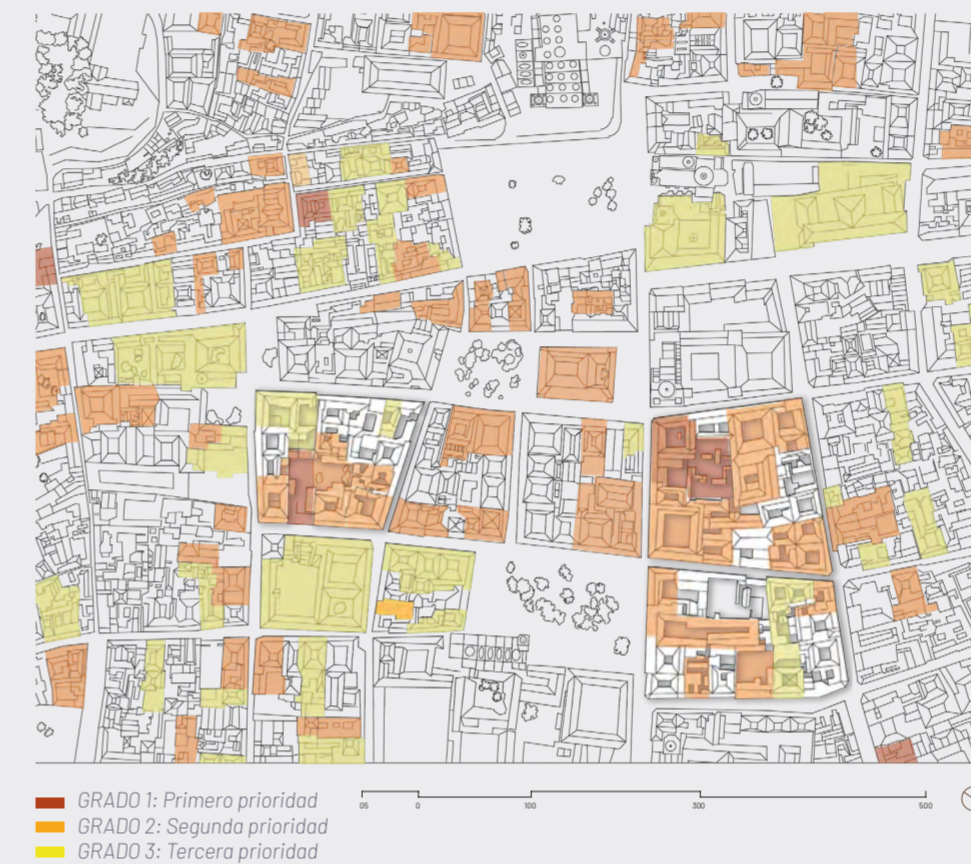 GRADO 1: Primero prioridad
GRADO 2: Segunda prioridad
GRADO 3: Tercera prioridad
05 0 100 300 500